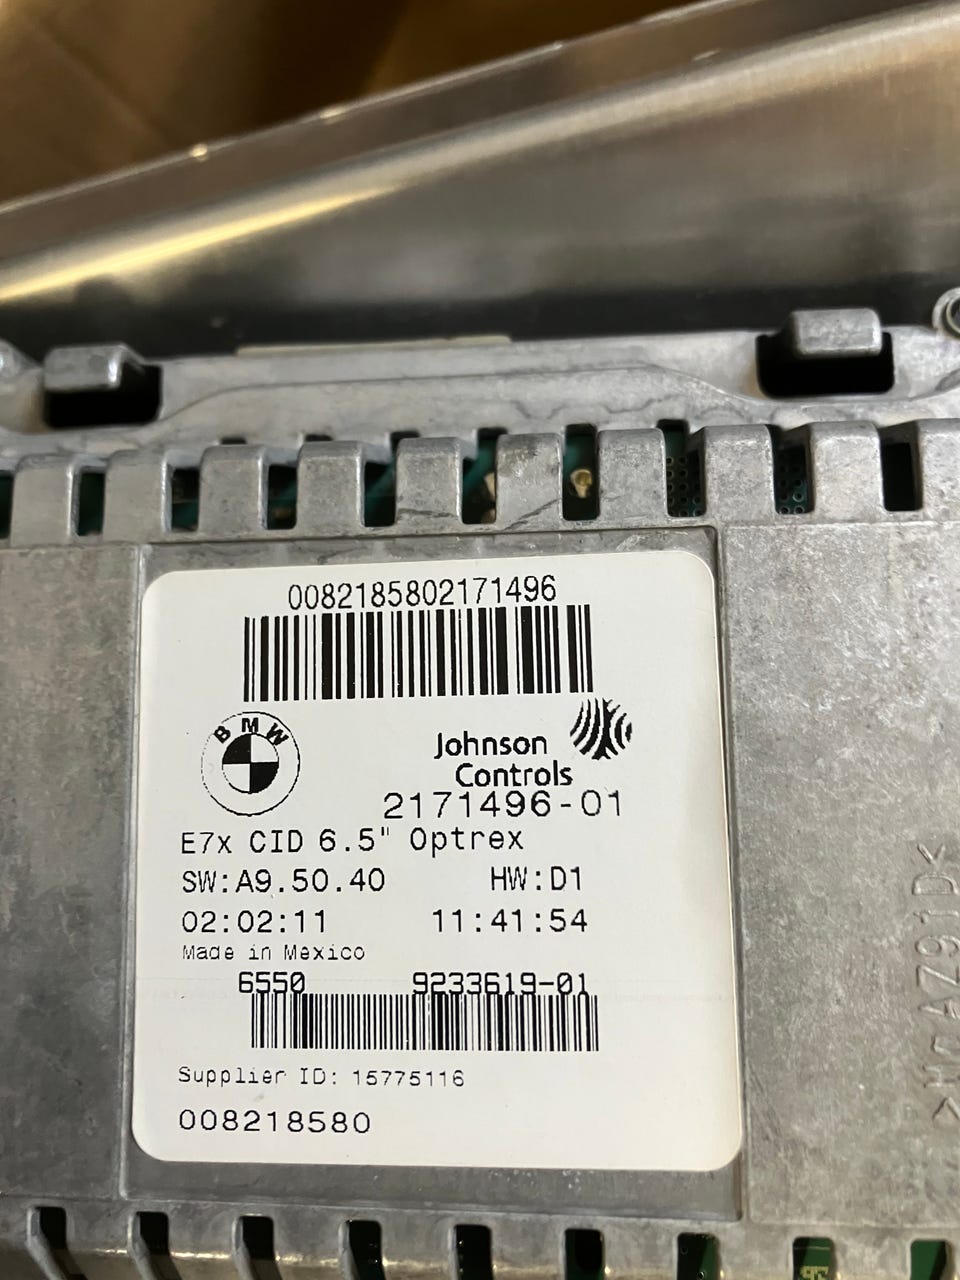 0082185802171496
BMW
Johnson
Controls
2171496-01
E7x CID 6.5" Optrex
SW:A9.50.40 HW:D1
02:02:11 11:41:54
Made in Mexico
6550 9233619-01
Supplier ID: 15775116
008218580